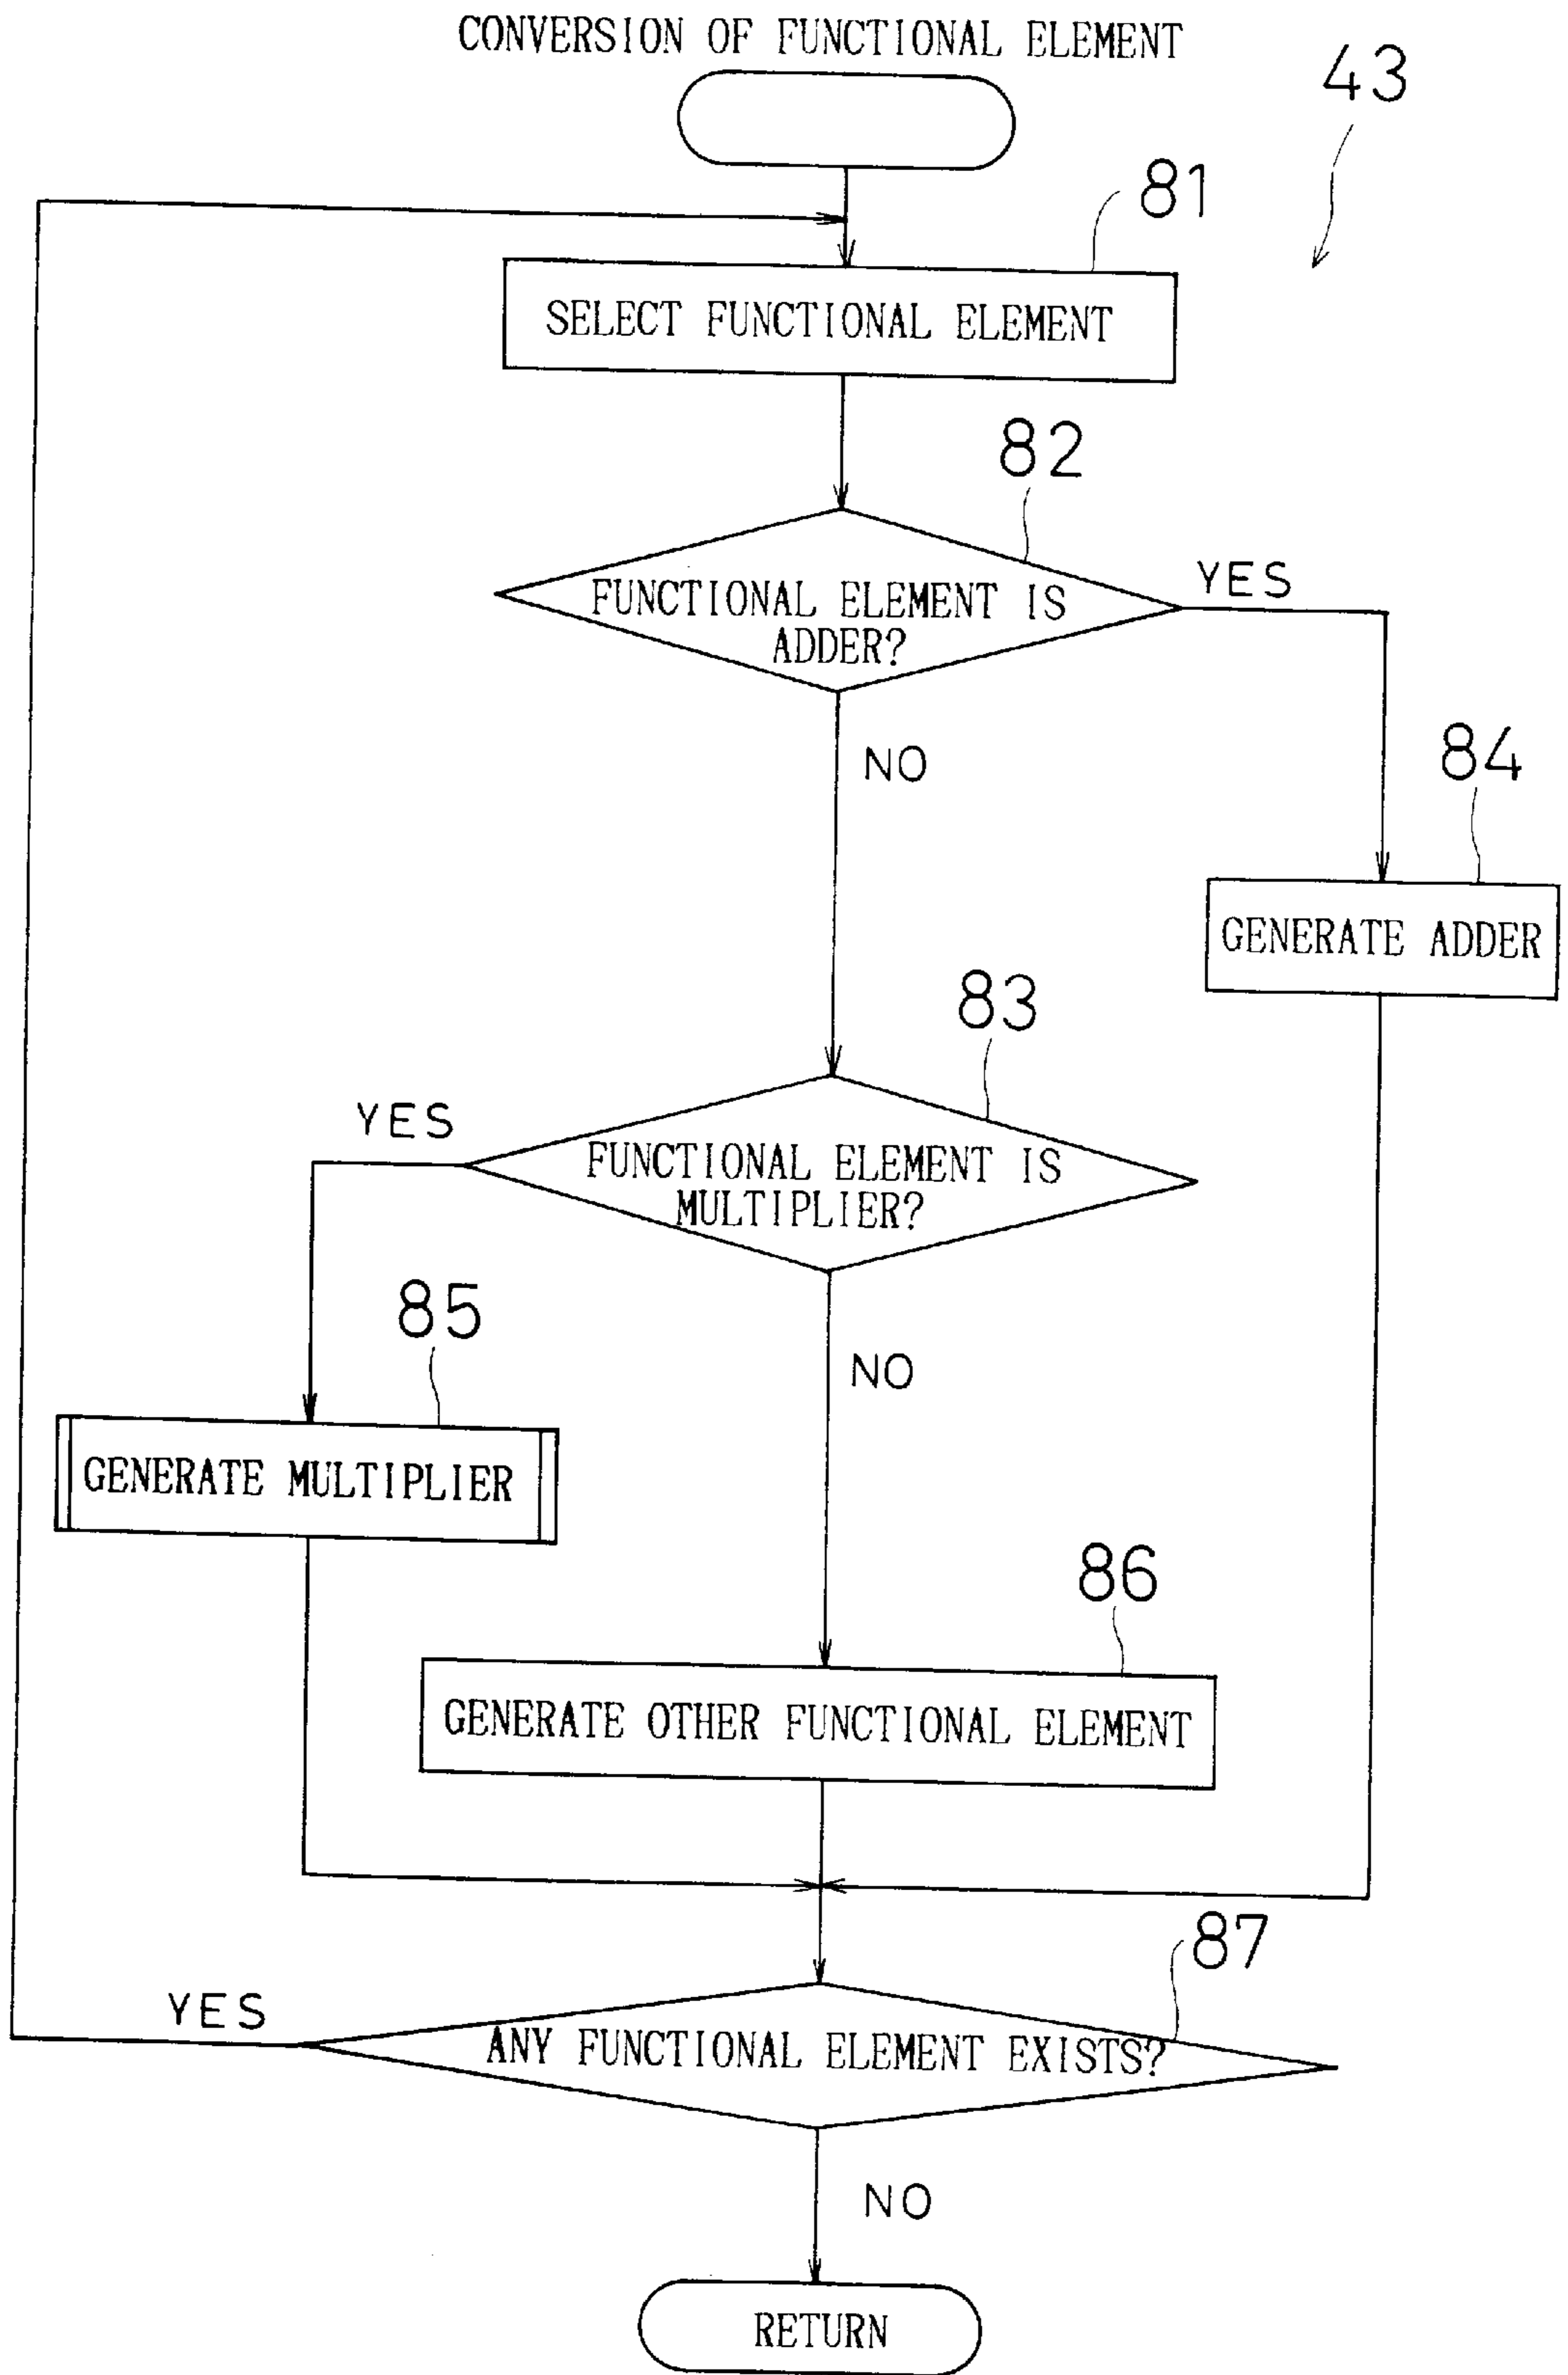 CONVERSION OF FUNCTIONAL ELEMENT
43
81
SELECT FUNCTIONAL ELEMENT
82
FUNCTIONAL ELEMENT IS
ADDER?
YES
NO
84
GENERATE ADDER
83
YES
FUNCTIONAL ELEMENT IS
MULTIPLIER?
85
NO
GENERATE MULTIPLIER
86
GENERATE OTHER FUNCTIONAL ELEMENT
87
YES
ANY FUNCTIONAL ELEMENT EXISTS?
NO
RETURN